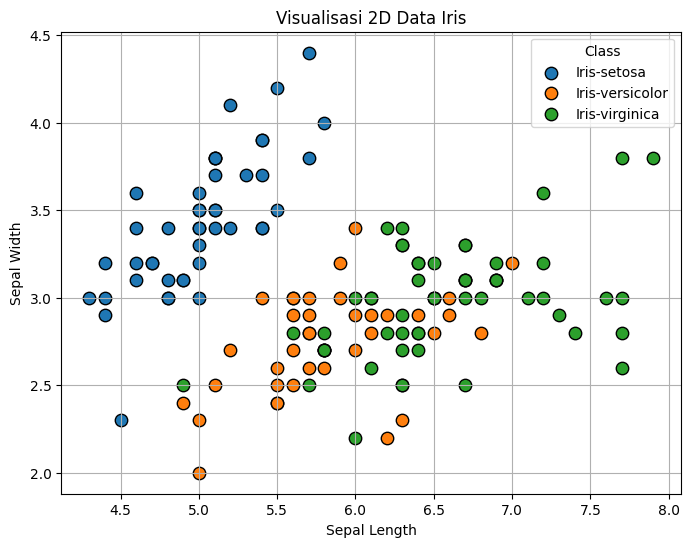 Visualisasi 2D Data Iris
Class
Iris-setosa
Iris-versicolor
Iris-virginica
Sepal Width
4.5
4.0
3.5
3.0
2.5
2.0
4.5 5.0 5.5 6.0 6.5 7.0 7.5 8.0
Sepal Length